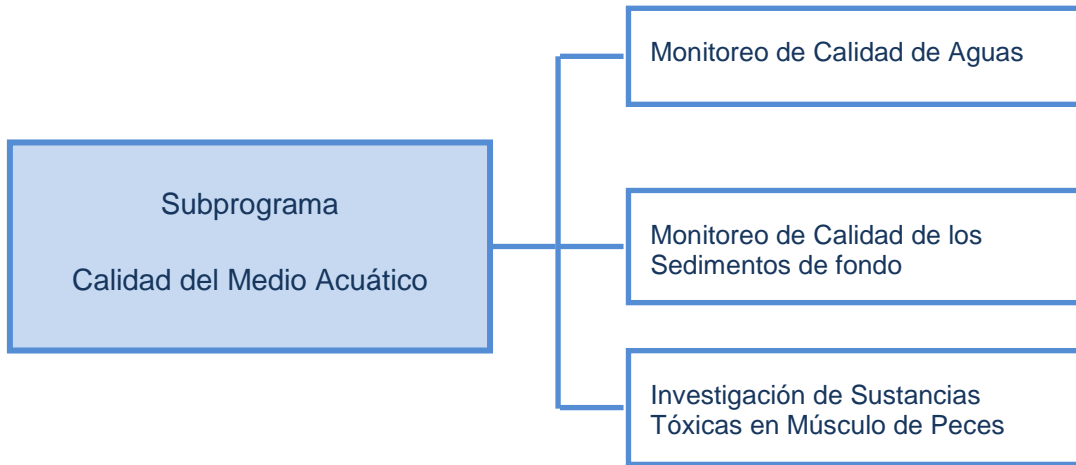 Monitoreo de Calidad de Aguas
Subprograma
Calidad del Medio Acuático
Monitoreo de Calidad de los
Sedimentos de fondo
Investigación de Sustancias
Tóxicas en Músculo de Peces